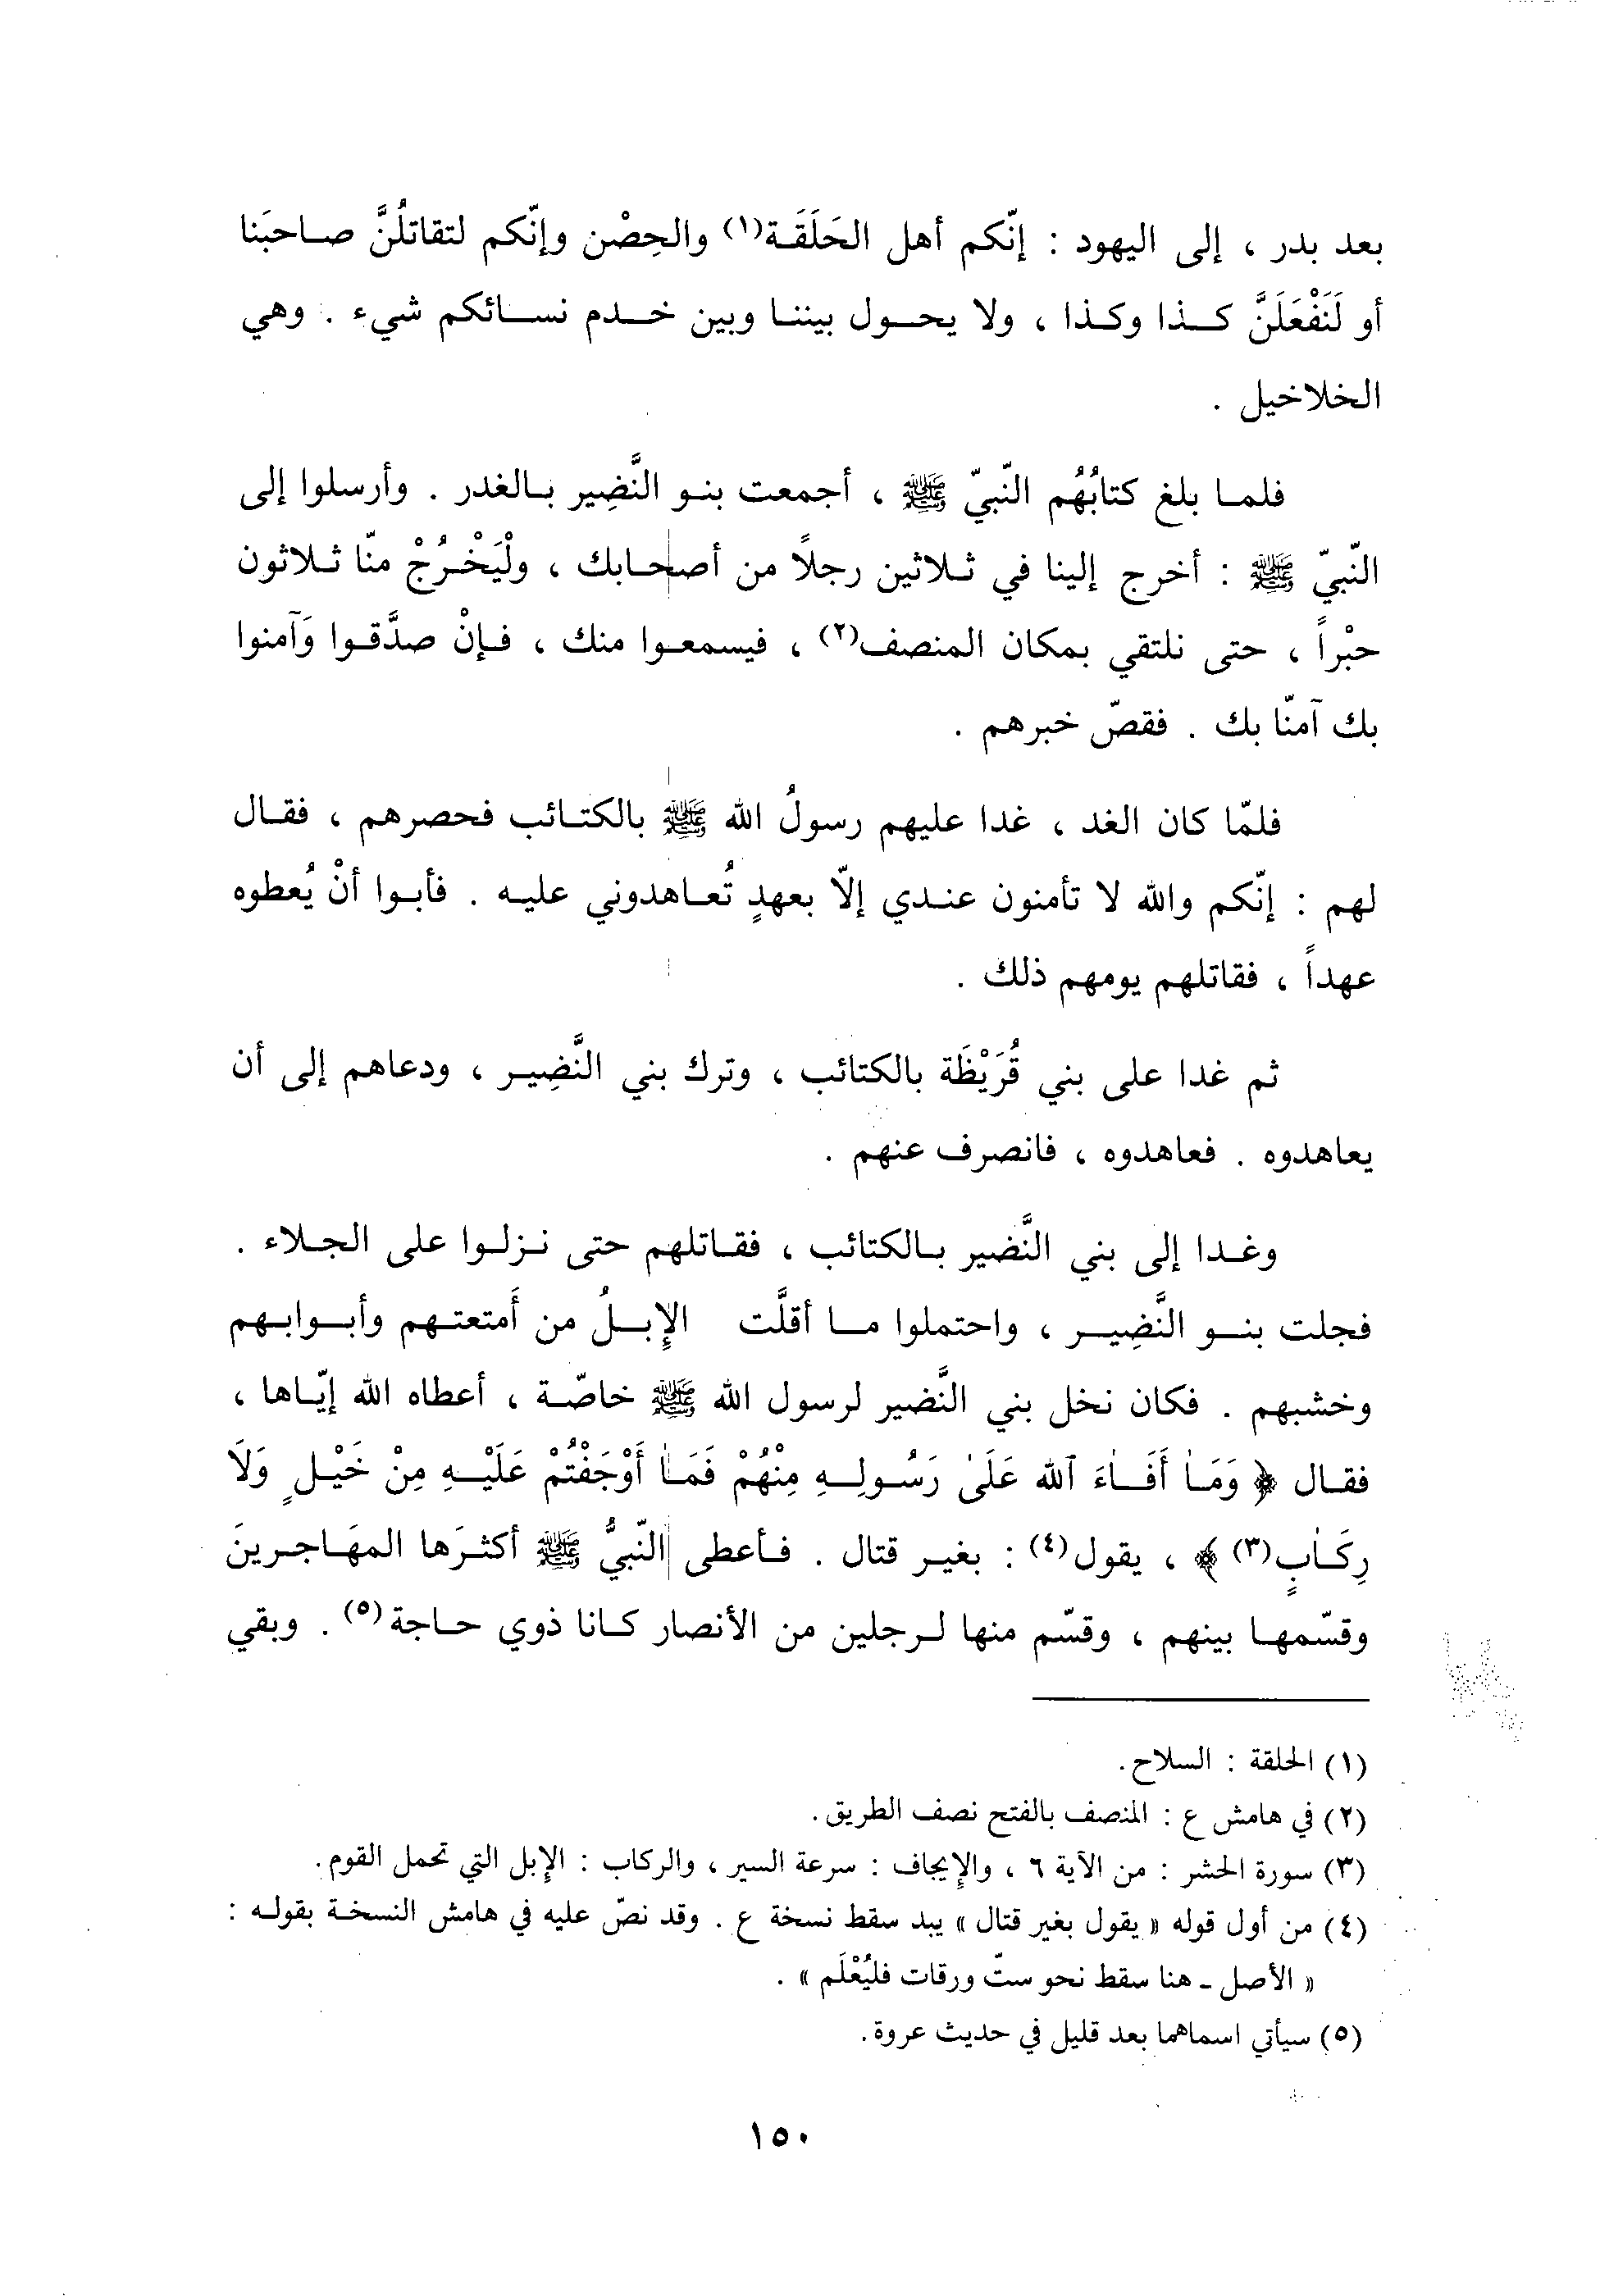 بعد بدر ، إلى اليهود : إنّكم أهل الحَلَقَة(١) والحِصْن وإنّكم لتقاتلُنَّ صاحبَنا
أو لَنَفْعَلَنَّ كذا وكذا ، ولا يحول بيننا وبين خدم نسائكم شيء . وهي
الخلاخيل .
فلما بلغ كتابُهُم النّبيّ ﷺ ، أجمعت بنو النَّضِير بالغدر . وأرسلوا إلى
النّبيّ ﷺ : أخرج إلينا في ثلاثين رجلاً من أصحابك ، ولْيَخْرُجْ منّا ثلاثون
حبْراً ، حتى نلتقي بمكان المنصف(٢) ، فيسمعوا منك ، فإنْ صدَّقوا وَآمنوا
بك آمنّا بك . فقصّ خبرهم .
فلمّا كان الغد ، غدا عليهم رسولُ الله ﷺ بالكتائب فحصرهم ، فقال
لهم : إنّكم والله لا تأمنون عندي إلاّ بعهدٍ تُعاهدوني عليه . فأبوا أنْ يُعطوه
عهداً ، فقاتلهم يومهم ذلك .
ثم غدا على بني قُرَيْظَة بالكتائب ، وترك بني النَّضِير ، ودعاهم إلى أن
يعاهدوه . فعاهدوه ، فانصرف عنهم .
وغدا إلى بني النَّضير بالكتائب ، فقاتلهم حتى نزلوا على الجلاء .
فجلت بنو النَّضِير ، واحتملوا ما أقلَّت الإِبلُ من أَمتعتهم وأبوابهم
وخشبهم . فكان نخل بني النَّضير لرسول الله ﷺ خاصّة ، أعطاه الله إيّاها ،
فقال ﴿ وَمَا أَفَاءَ ٱلله عَلَىٰ رَسُولِهِ مِنْهُمْ فَمَا أَوْجَفْتُمْ عَلَيْهِ مِنْ خَيْلٍ وَلَا
رِكَابٍ(٣) ﴾ ، يقول(٤) : بغير قتال . فأعطى النّبيُّ ﷺ أكثرَها المهَاجرينَ
وقسّمها بينهم ، وقسّم منها لرجلين من الأنصار كانا ذوي حاجة(٥) . وبقي
(١) الحلقة : السلاح.
(٢) في هامش ع : المنصف بالفتح نصف الطريق.
(٣) سورة الحشر : من الآية ٦ ، والإيجاف : سرعة السير ، والركاب : الإبل التي تحمل القوم.
(٤) من أول قوله « يقول بغير قتال » يبد سقط نسخة ع . وقد نصّ عليه في هامش النسخة بقوله :
« الأصل ـ هنا سقط نحو ستّ ورقات فليُعْلَم » .
(٥) سيأتي اسماهما بعد قليل في حديث عروة.
١٥٠